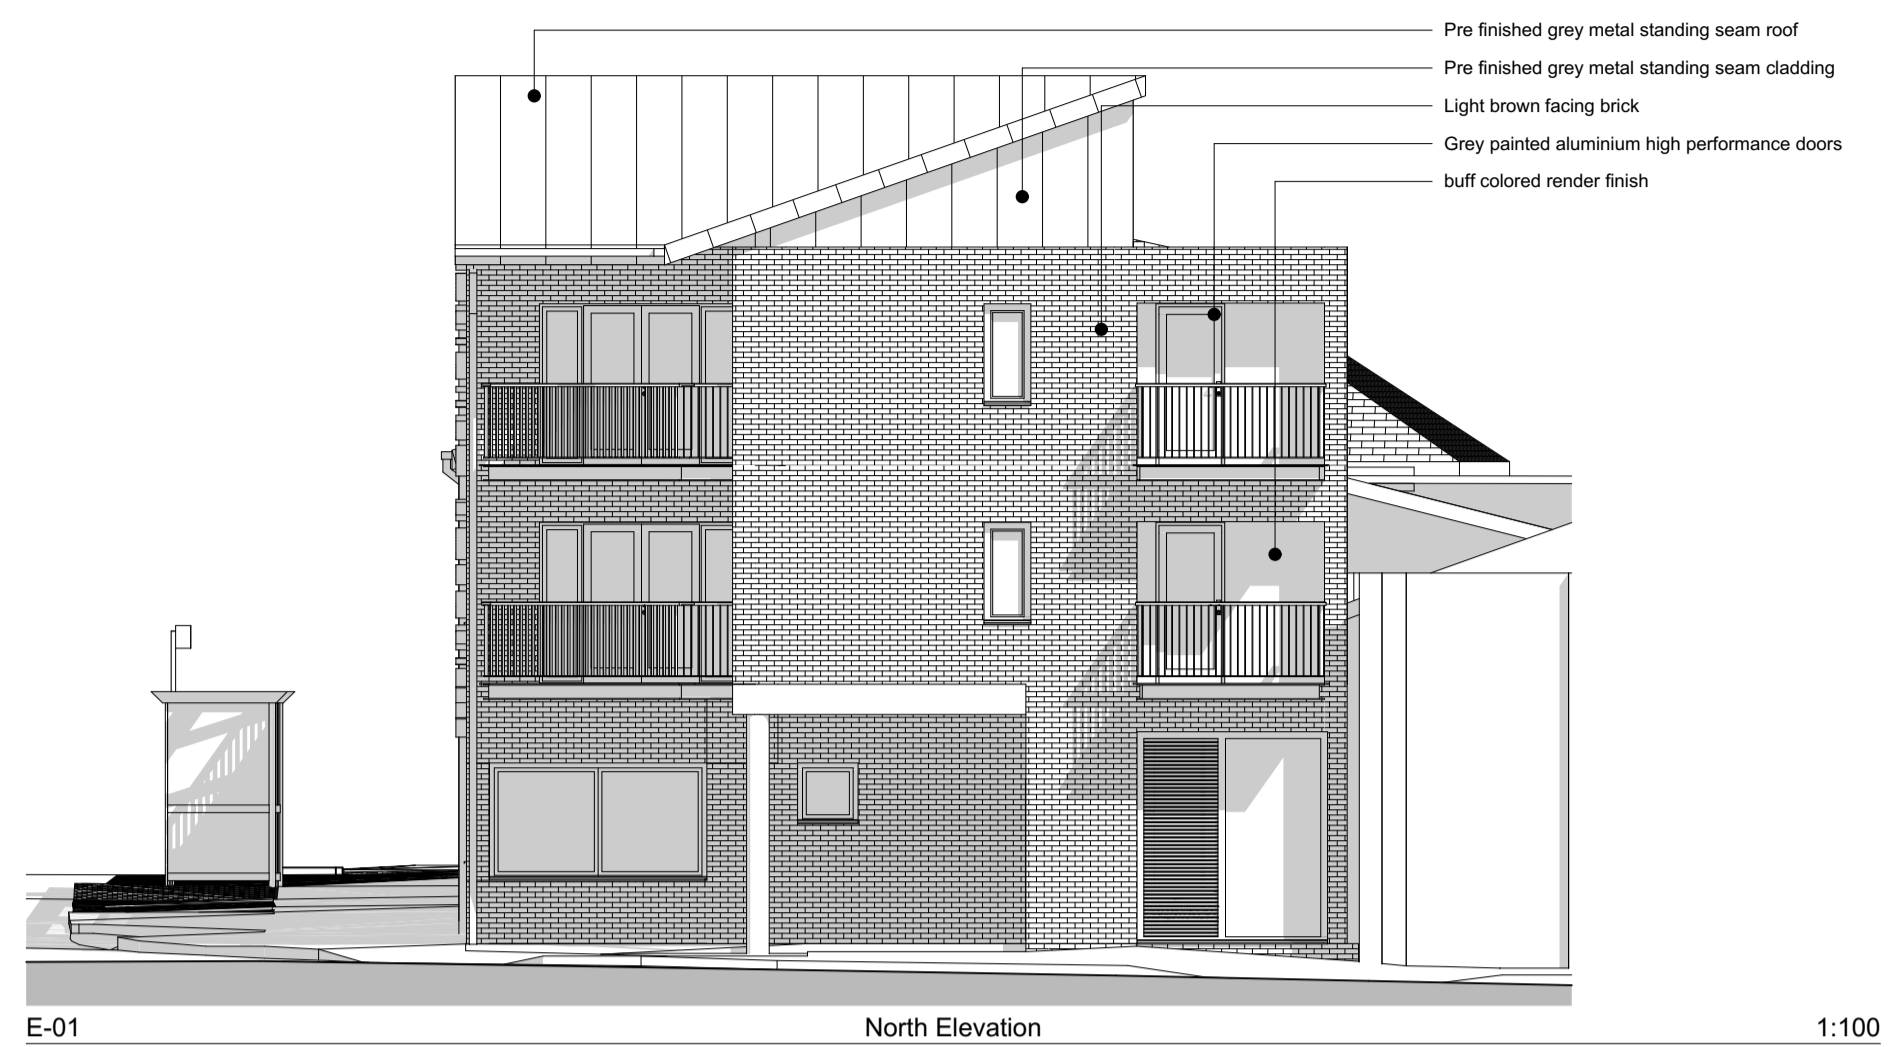 Pre finished grey metal standing seam roof
Pre finished grey metal standing seam cladding
Light brown facing brick
Grey painted aluminium high performance doors
buff colored render finish
E-01 North Elevation 1:100